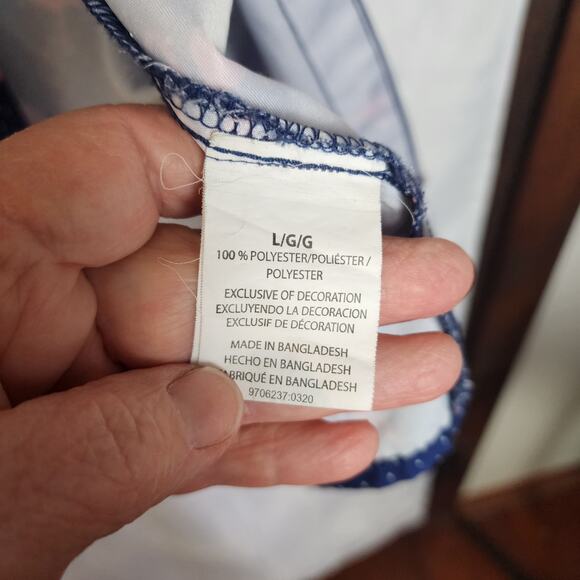 L/G/G
100 % POLYESTER/POLIÉSTER/
POLYESTER
EXCLUSIVE OF DECORATION
EXCLUYENDO LA DECORACION
EXCLUSIF DE DÉCORATION
MADE IN BANGLADESH
HECHO EN BANGLADESH
FABRIQUÉ EN BANGLADESH
9706237:0320